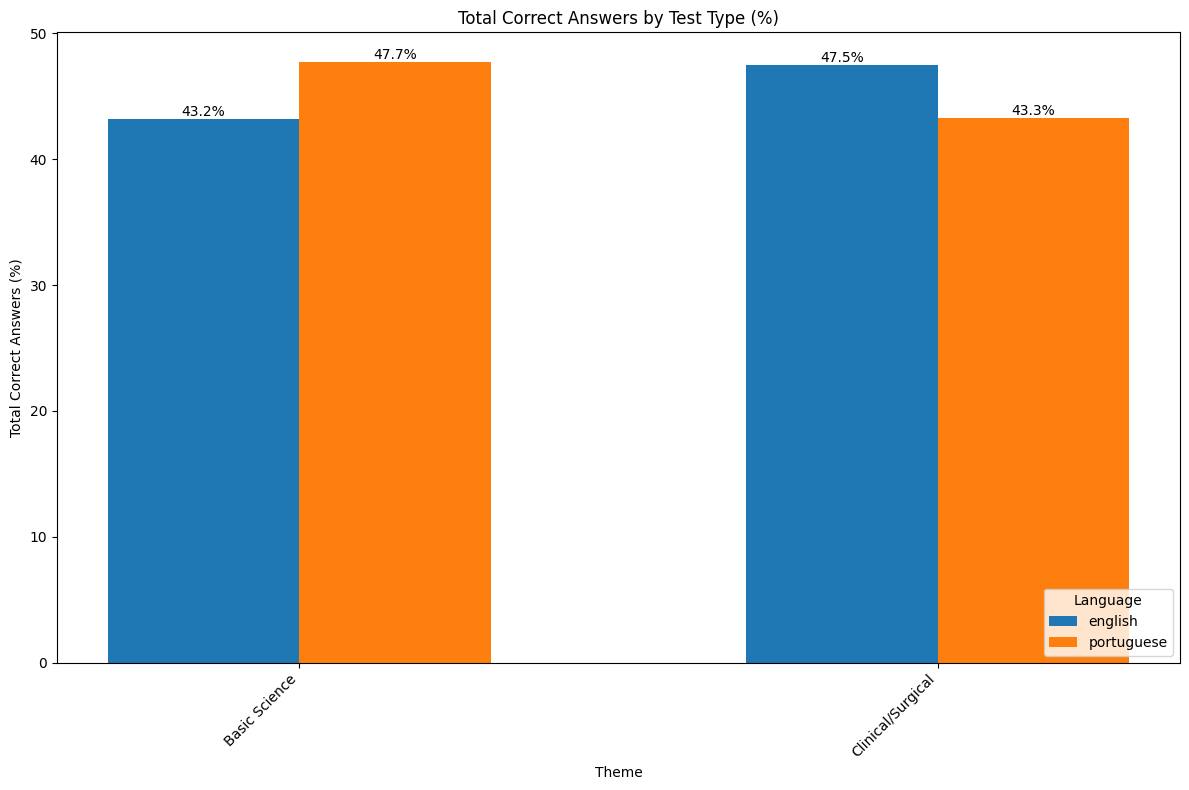 Total Correct Answers by Test Type (%)
Total Correct Answers (%)
50
40
30
20
10
0
43.2%
47.7%
47.5%
43.3%
Language
english
portuguese
Basic Science
Clinical/Surgical
Theme